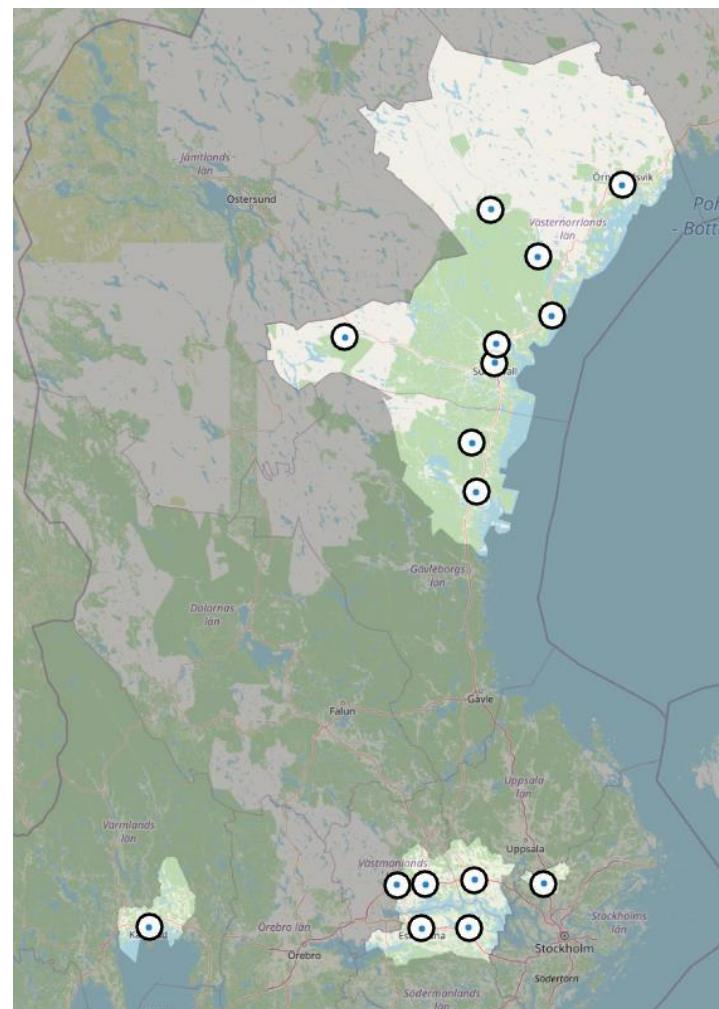 Jämtlands
län
Östersund
Västernorrlands
län
Gävleborgs
län
Dalarnas
län
Falun
Gävle
Uppsala
län
Värmlands
län
Västmanlands
Uppsala
Örebro län
Örebro
Stockholms
län
Stockholm
Södertörn
Södermanlands
län